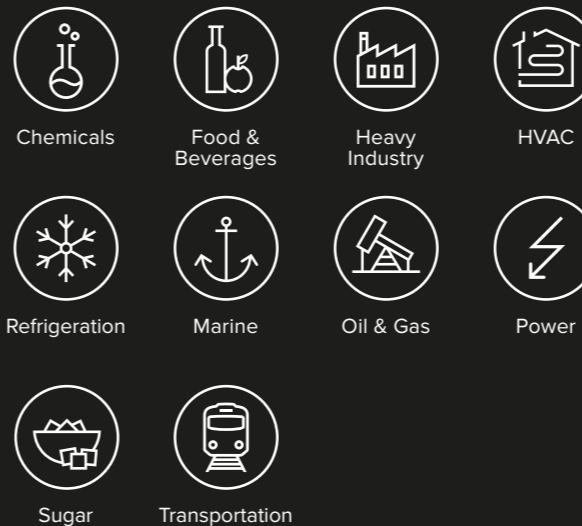 Chemicals
Food &
Beverages
Heavy
Industry
HVAC
Refrigeration
Marine
Oil & Gas
Power
Sugar
Transportation